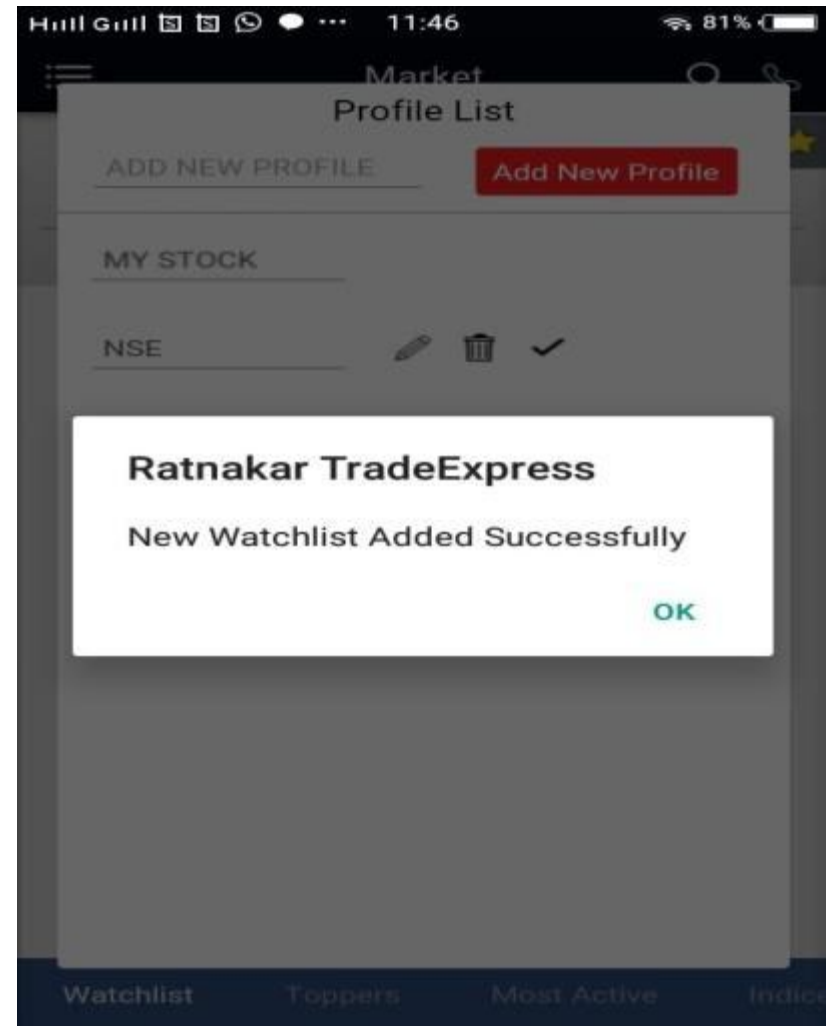 H G 11:46 81%
Market
Profile List
ADD NEW PROFILE Add New Profile
MY STOCK
NSE
Ratnakar TradeExpress
New Watchlist Added Successfully
OK
Watchlist Toppers Most Active Indice